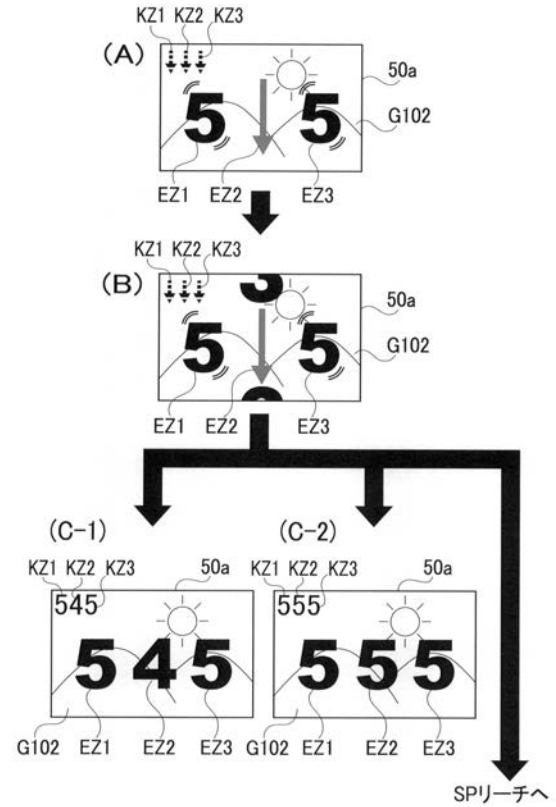 KZ1 KZ2 KZ3
(A)
50a
5 5
G102
EZ1 EZ2 EZ3
KZ1 KZ2 KZ3
(B)
50a
5 5
G102
EZ1 EZ2 EZ3
(C-1) (C-2)
KZ1 KZ2 KZ3 50a KZ1 KZ2 KZ3 50a
545 555
5 4 5 5 5 5
G102 EZ1 EZ2 EZ3 G102 EZ1 EZ2 EZ3
SPリーチへ